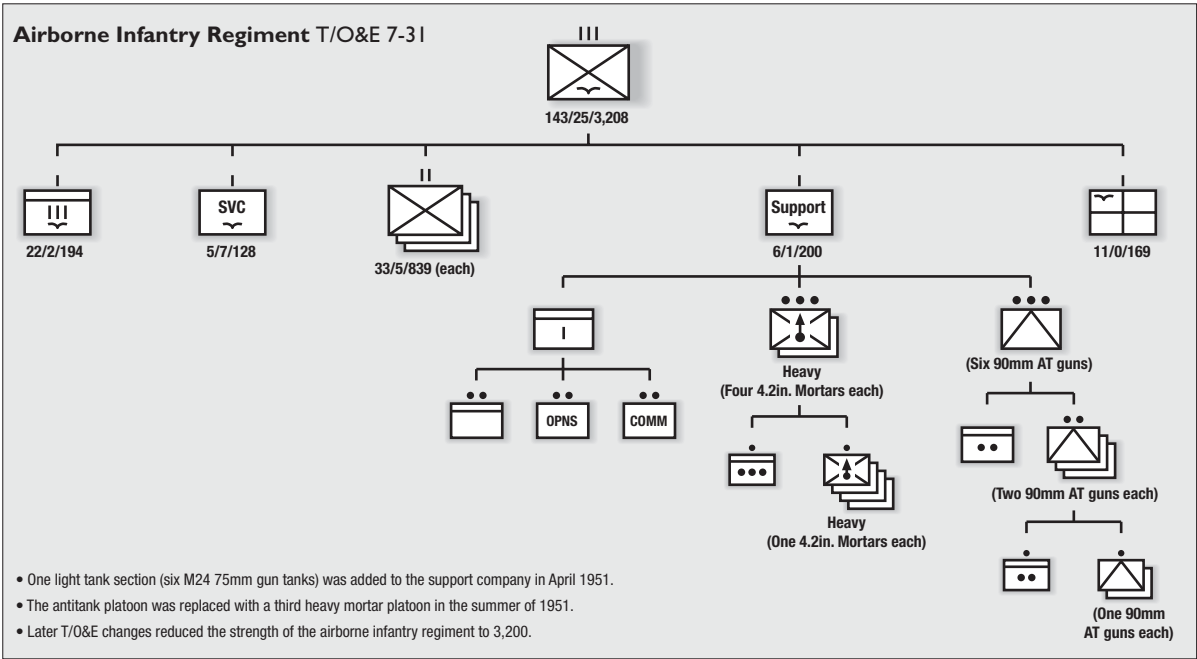 Airborne Infantry Regiment T/O&E 7-31
143/25/3,208
SVC
Support
22/2/194
5/7/128
33/5/839 (each)
6/1/200
11/0/169
Heavy
(Four 4.2in. Mortars each)
(Six 90mm AT guns)
OPNS
COMM
(Two 90mm AT guns each)
Heavy
(One 4.2in. Mortars each)
(One 90mm
AT guns each)
• One light tank section (six M24 75mm gun tanks) was added to the support company in April 1951.
• The antitank platoon was replaced with a third heavy mortar platoon in the summer of 1951.
• Later T/O&E changes reduced the strength of the airborne infantry regiment to 3,200.